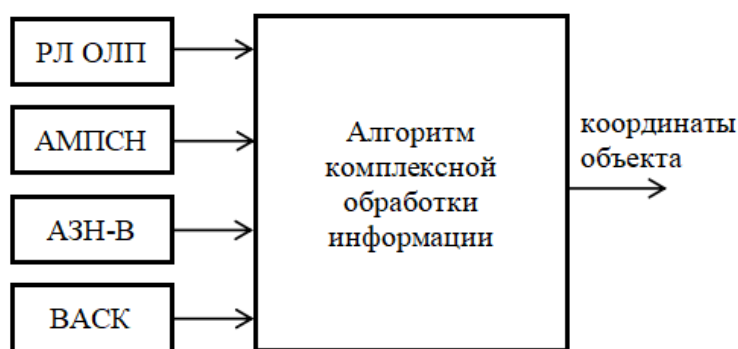 РЛ ОЛП
АМПСН
АЗН-В
ВАСК
Алгоритм
комплексной
обработки
информации
координаты
объекта